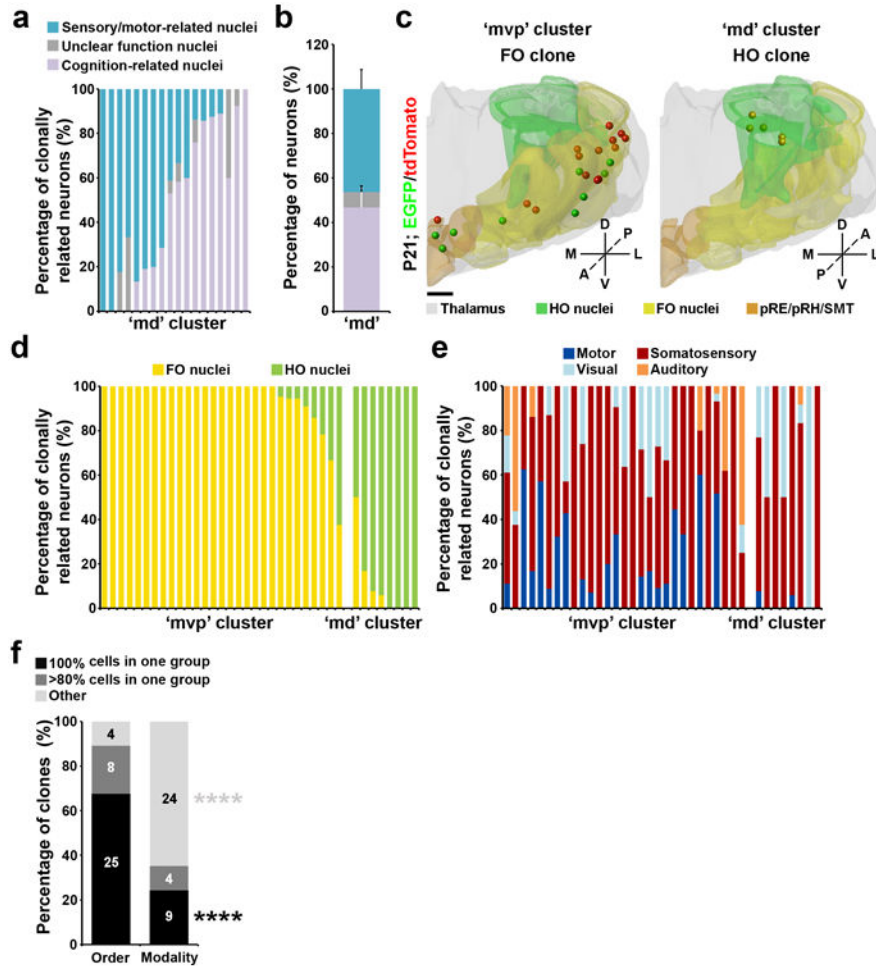 a
Sensory/motor-related nuclei
Unclear function nuclei
Cognition-related nuclei
Percentage of clonally
related neurons (%)
100
80
60
40
20
0
'md' cluster
b
Percentage of neurons (%)
120
100
80
60
40
20
0
'md'
c
'mvp' cluster
FO clone
'md' cluster
HO clone
P21; EGFP/tdTomato
D
P
M
L
A
V
D
A
M
L
P
V
Thalamus
HO nuclei
FO nuclei
pRE/pRH/SMT
d
FO nuclei
HO nuclei
Percentage of clonally
related neurons (%)
100
80
60
40
20
0
'mvp' cluster
'md' cluster
e
Motor
Somatosensory
Visual
Auditory
Percentage of clonally
related neurons (%)
100
80
60
40
20
0
'mvp' cluster
'md' cluster
f
100% cells in one group
>80% cells in one group
Other
Percentage of clones (%)
100
80
60
40
20
0
4
8
25
24
4
9
****
****
Order
Modality